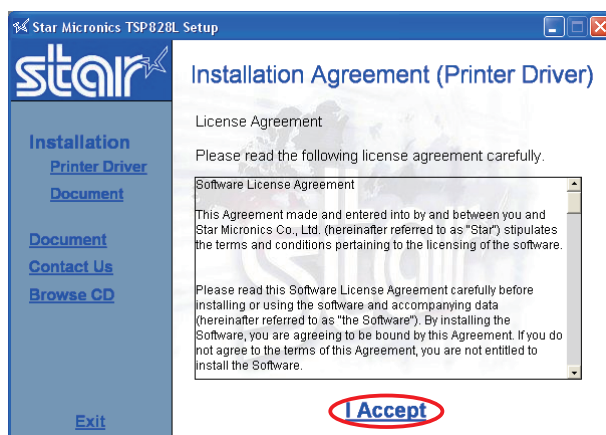 Star Micronics TSP828L Setup
star
Installation
Printer Driver
Document
Document
Contact Us
Browse CD
Exit
Installation Agreement (Printer Driver)
License Agreement
Please read the following license agreement carefully.
Software License Agreement
This Agreement made and entered into by and between you and
Star Micronics Co., Ltd. (hereinafter referred to as "Star") stipulates
the terms and conditions pertaining to the licensing of the software.
Please read this Software License Agreement carefully before
installing or using the software and accompanying data
(hereinafter referred to as "the Software"). By installing the
Software, you are agreeing to be bound by this Agreement. If you do
not agree to the terms of this Agreement, you are not entitled to
install the Software.
I Accept